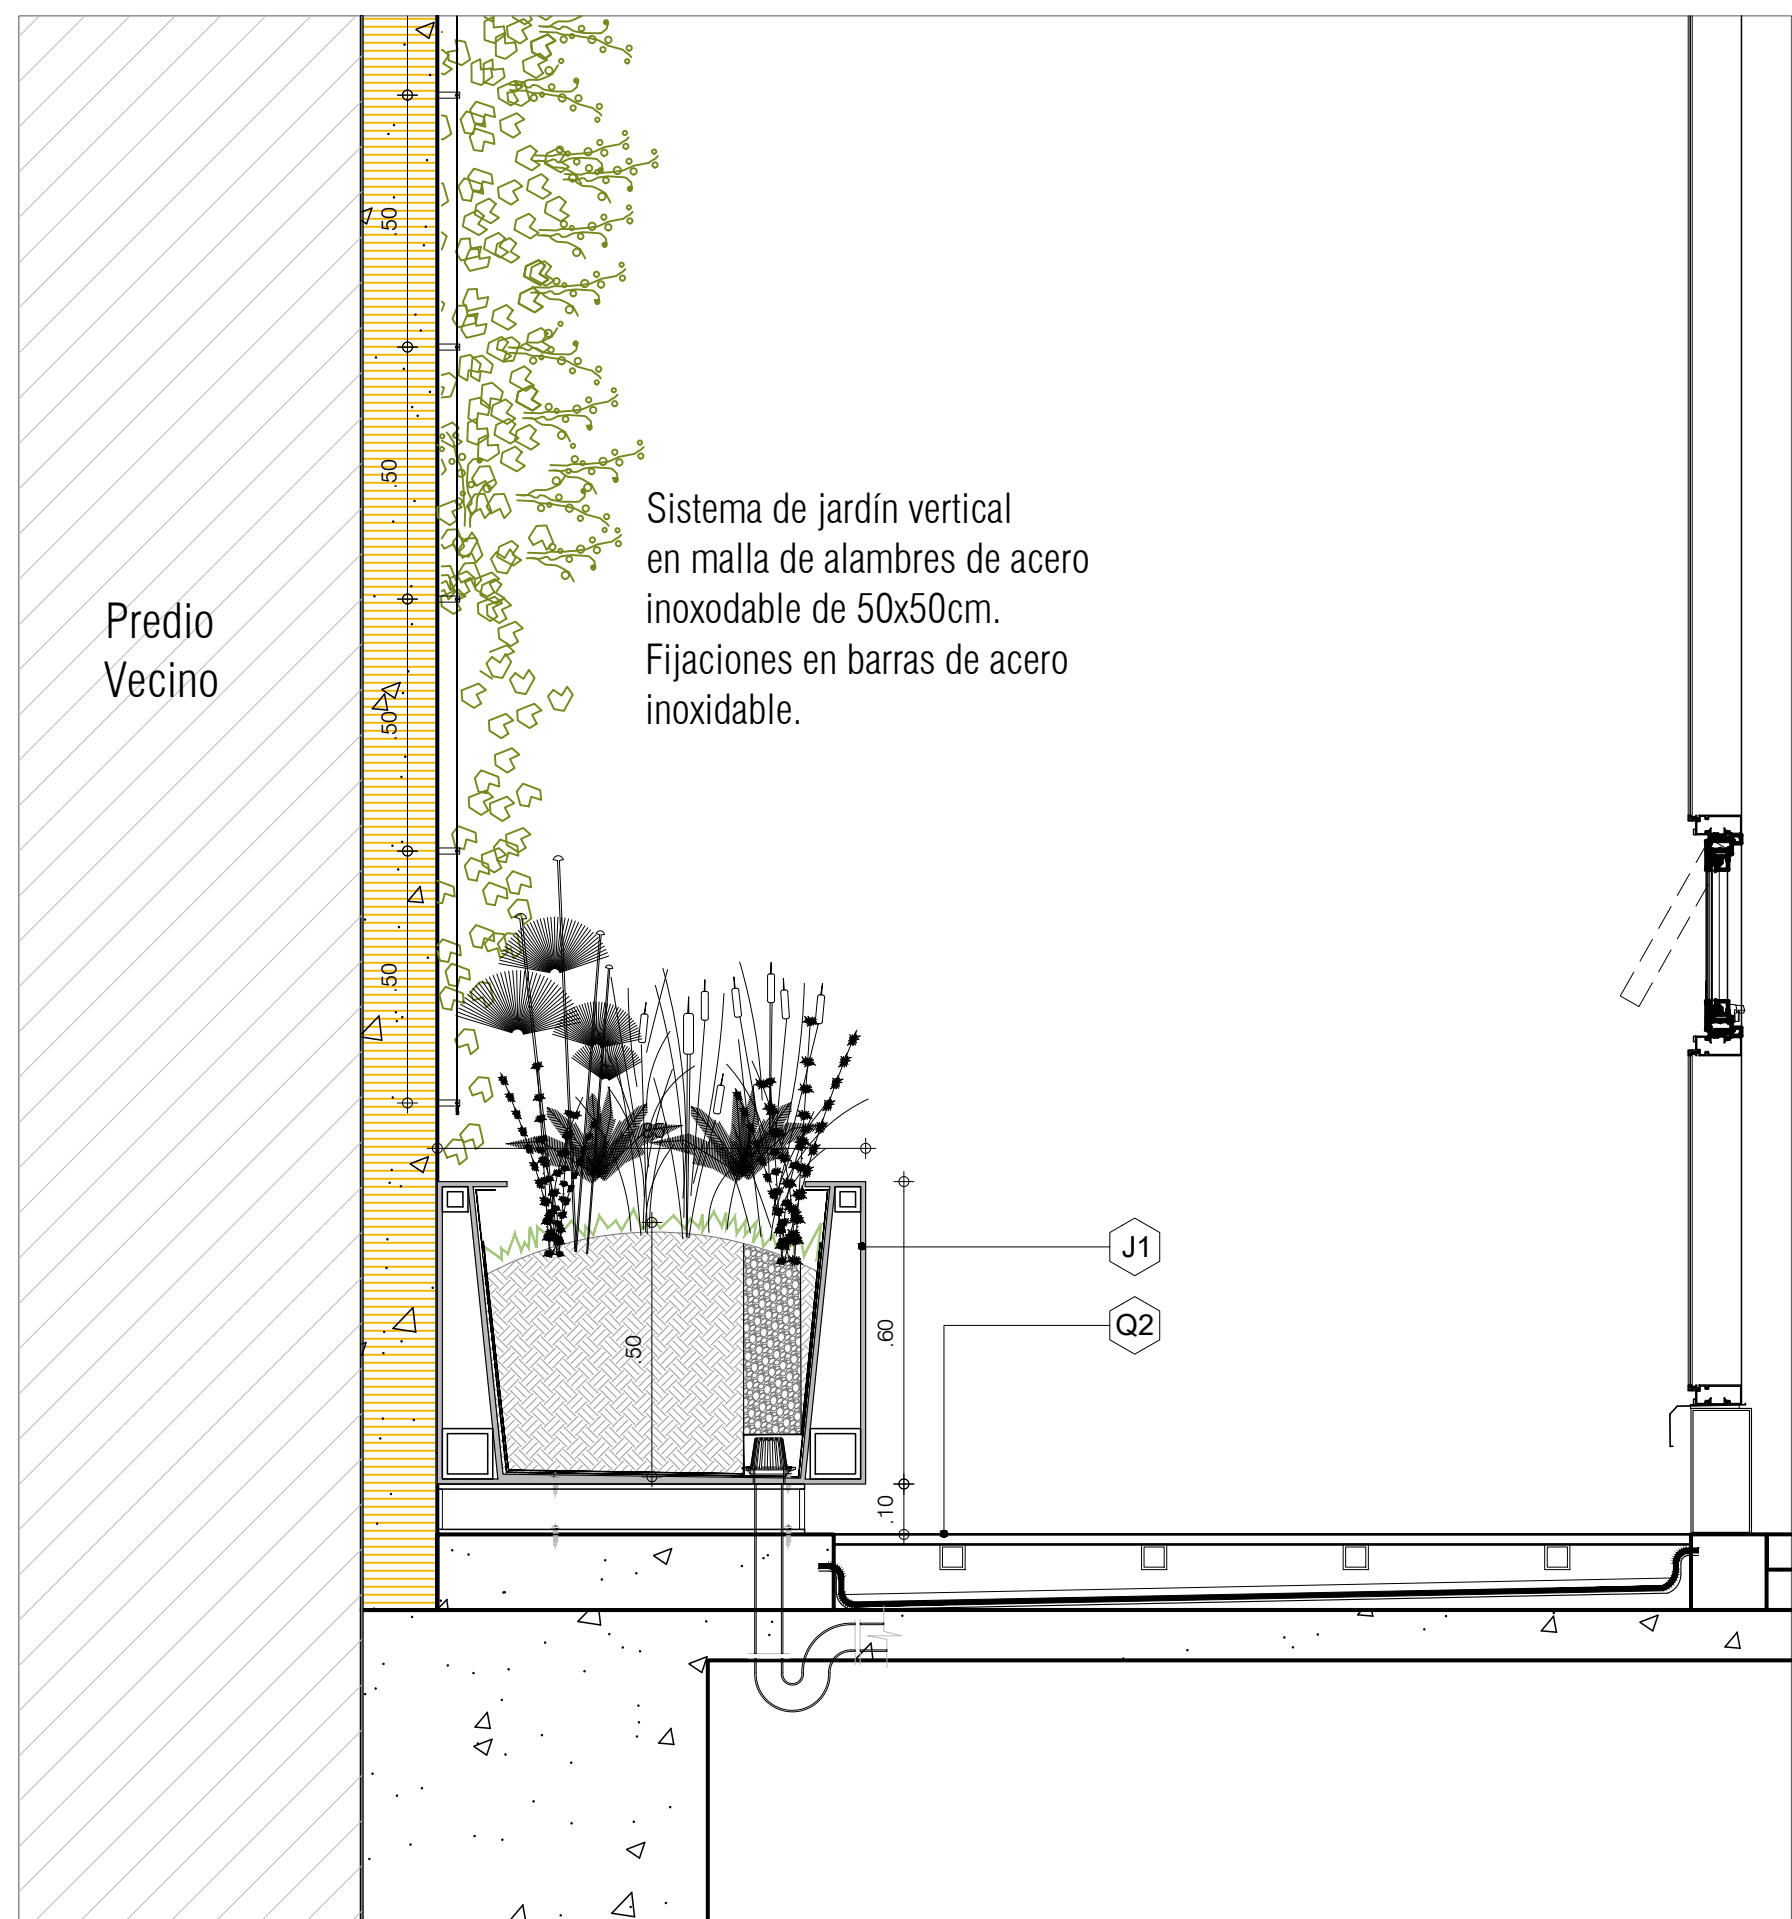 .50
.50
Sistema de jardín vertical
en malla de alambres de acero
inoxodable de 50x50cm.
Fijaciones en barras de acero
inoxidable.
Predio
Vecino
.50
.50
J1
Q2
.60
.50
.10